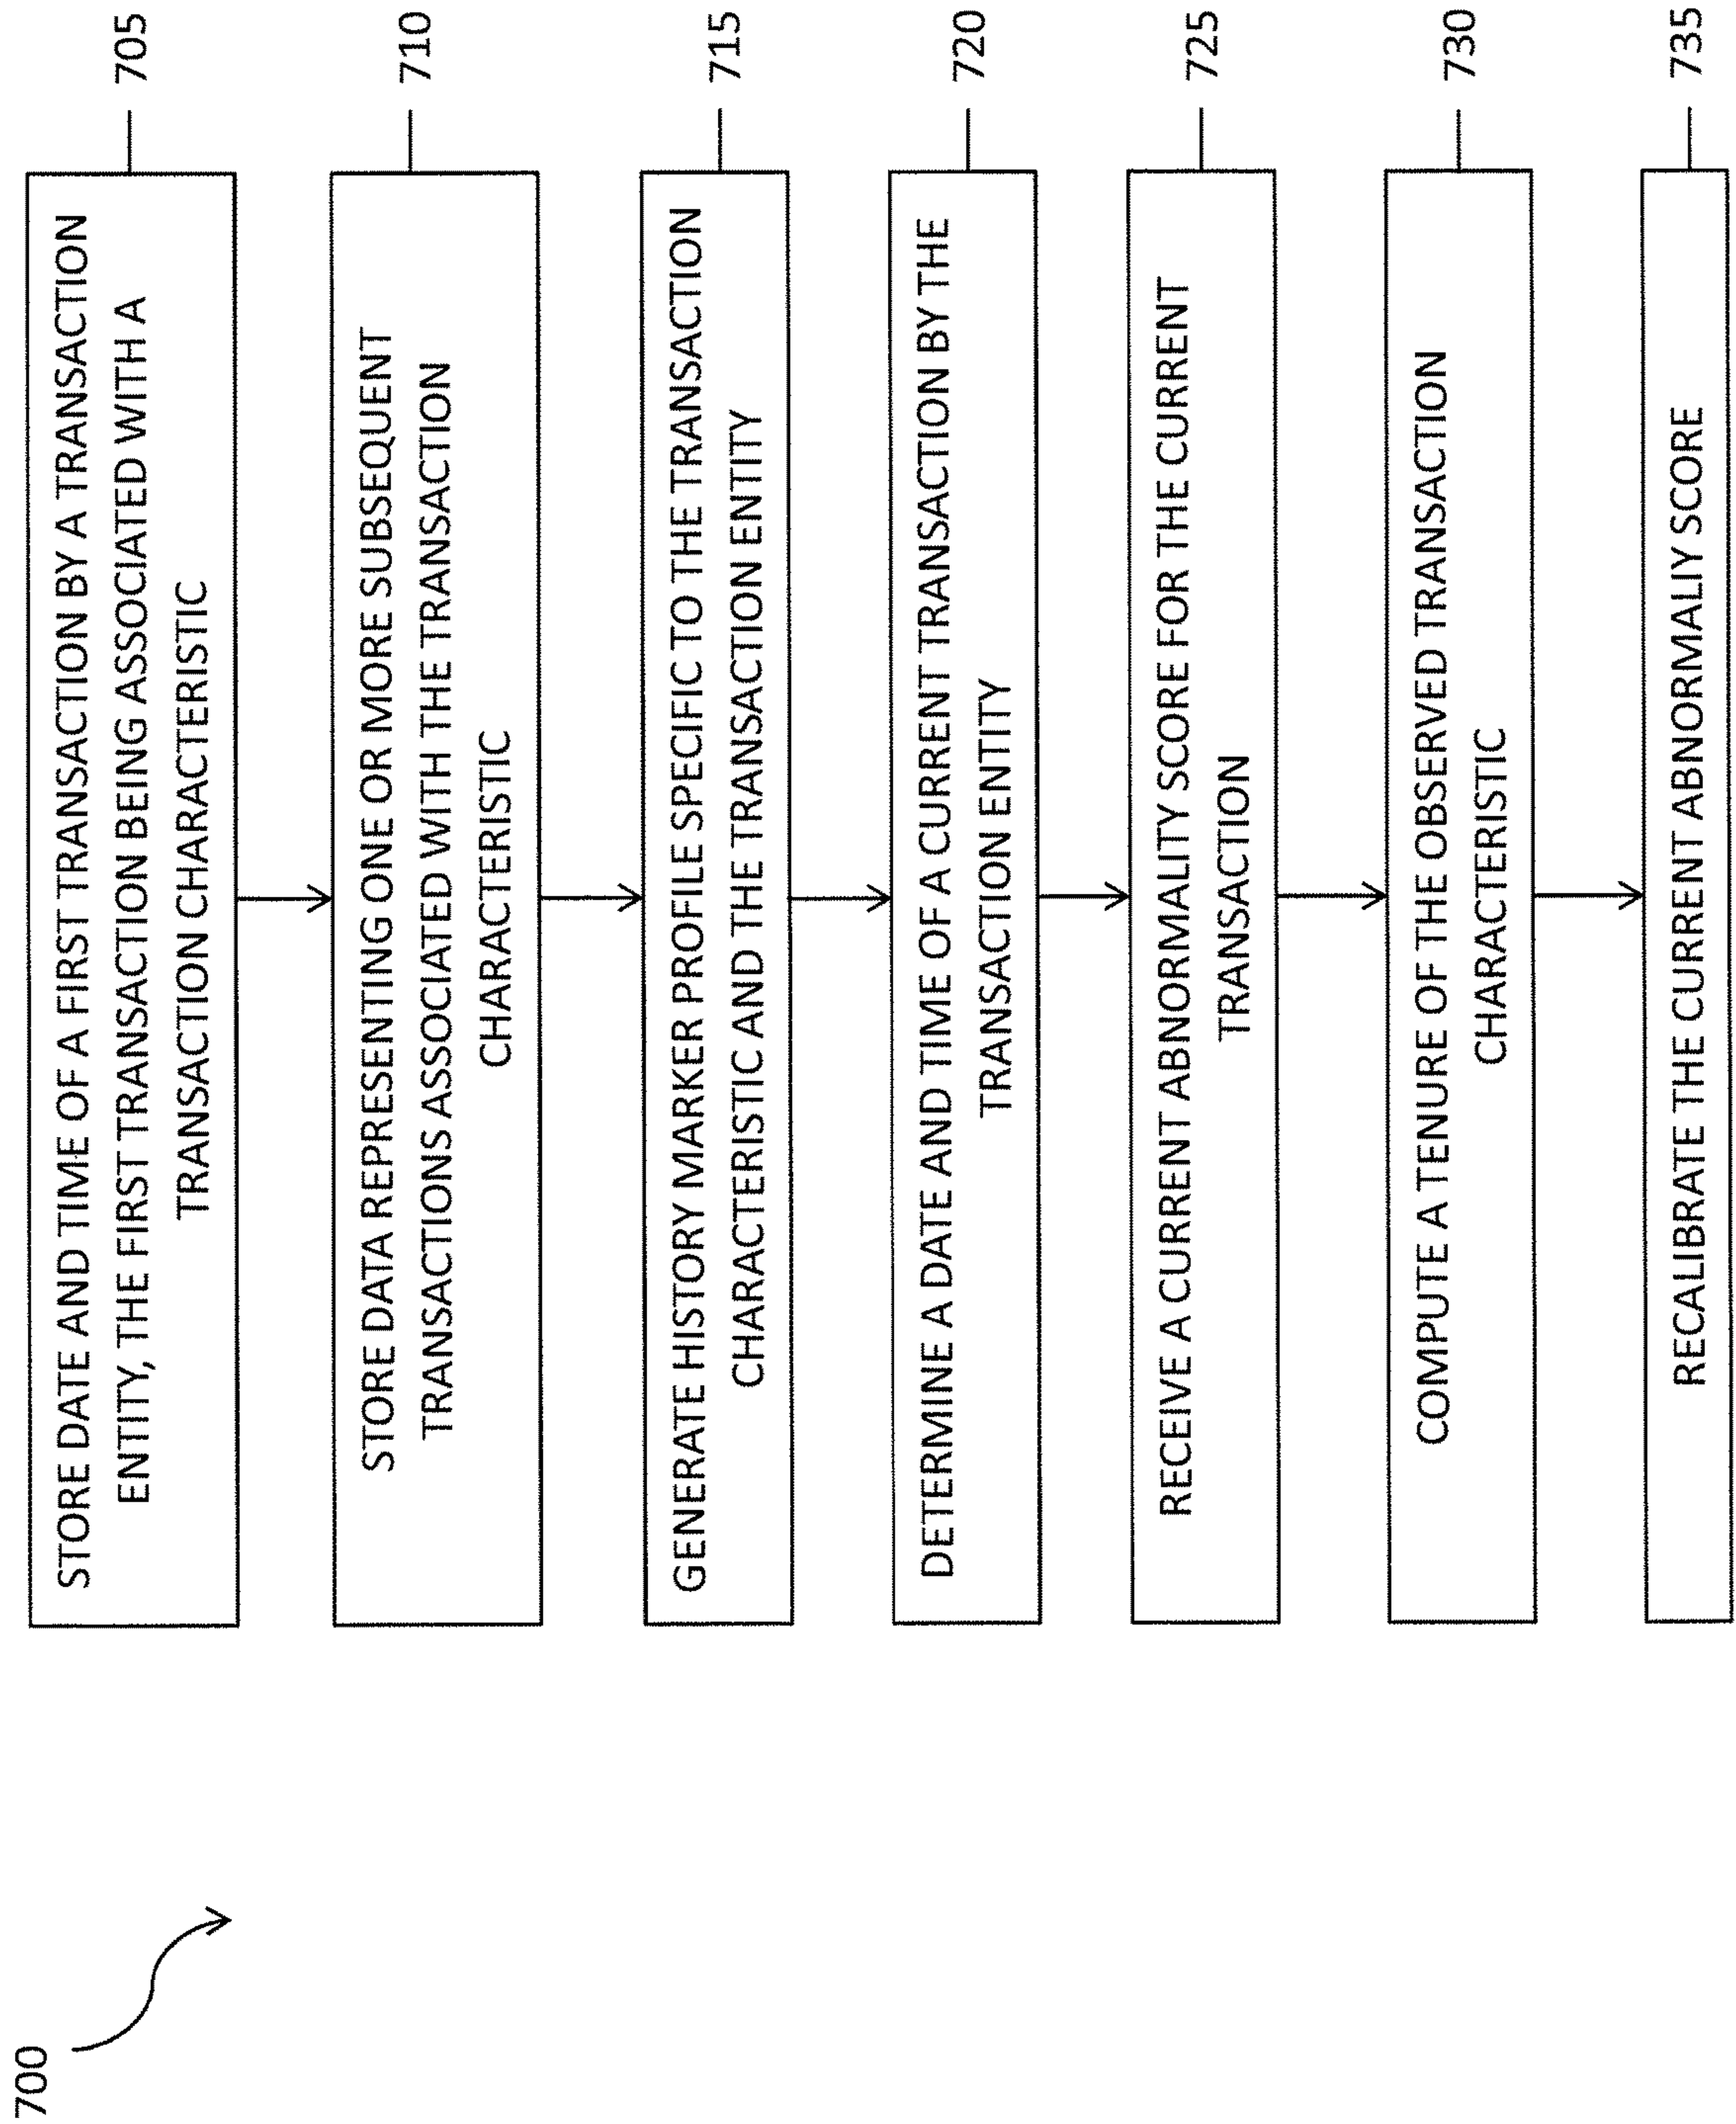 700
STORE DATE AND TIME OF A FIRST TRANSACTION BY A TRANSACTION
ENTITY, THE FIRST TRANSACTION BEING ASSOCIATED WITH A
TRANSACTION CHARACTERISTIC
705
STORE DATA REPRESENTING ONE OR MORE SUBSEQUENT
TRANSACTIONS ASSOCIATED WITH THE TRANSACTION
CHARACTERISTIC
710
GENERATE HISTORY MARKER PROFILE SPECIFIC TO THE TRANSACTION
CHARACTERISTIC AND THE TRANSACTION ENTITY
715
DETERMINE A DATE AND TIME OF A CURRENT TRANSACTION BY THE
TRANSACTION ENTITY
720
RECEIVE A CURRENT ABNORMALITY SCORE FOR THE CURRENT
TRANSACTION
725
COMPUTE A TENURE OF THE OBSERVED TRANSACTION
CHARACTERISTIC
730
RECALIBRATE THE CURRENT ABNORMALIY SCORE
735